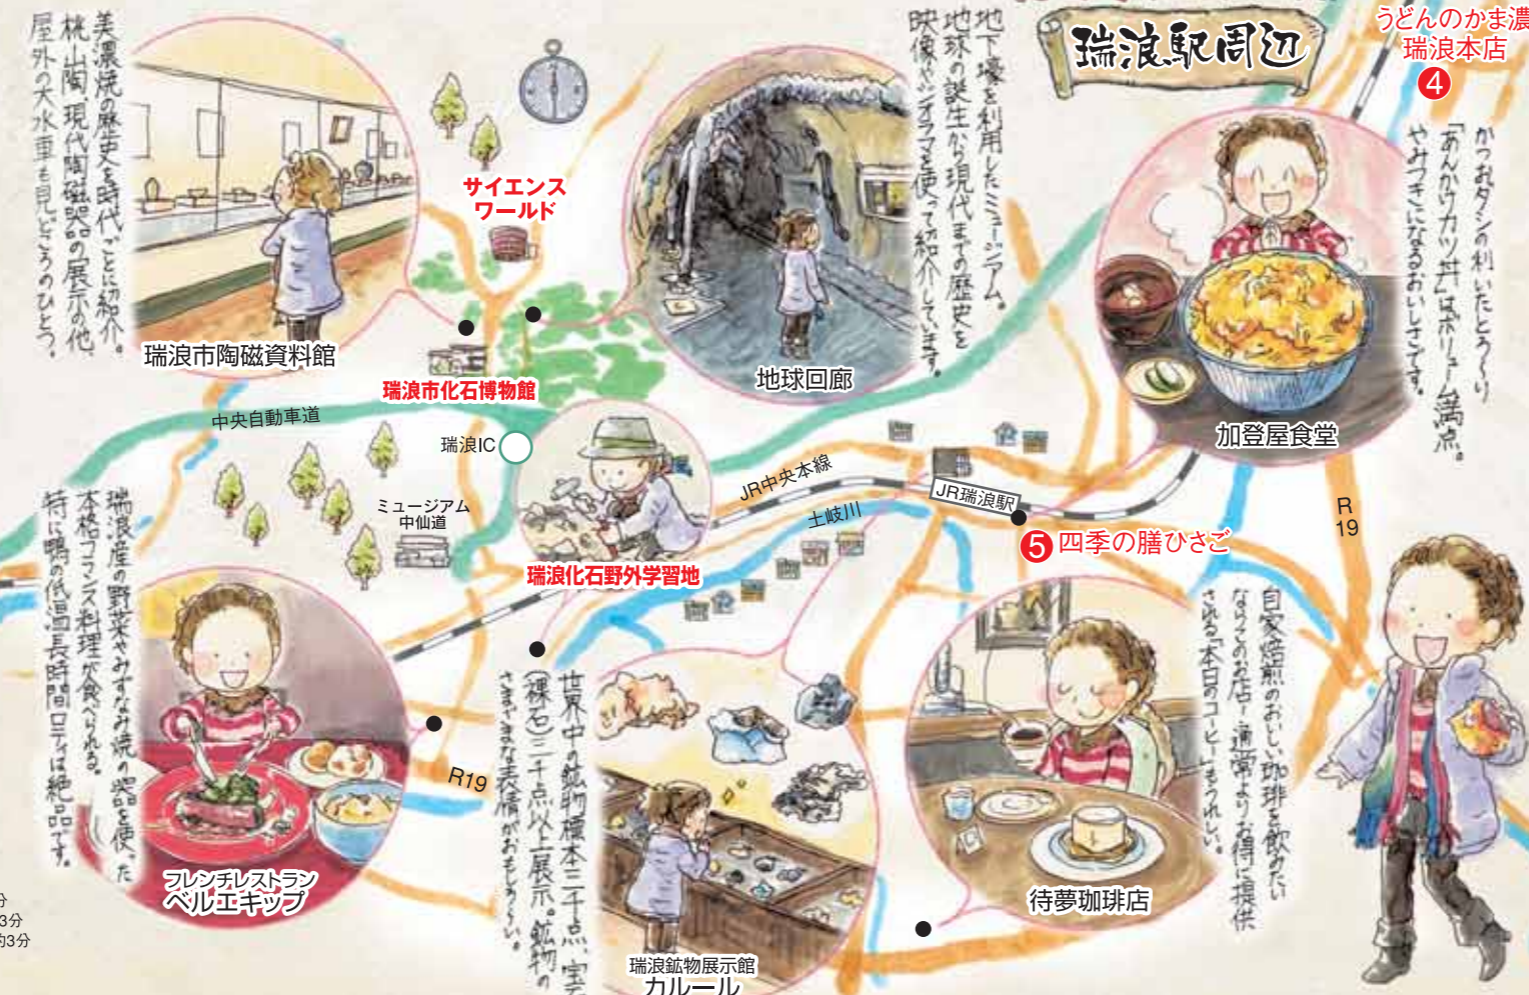 瑞浪駅周辺
うどんのかま濃
瑞浪本店
4
美濃焼の歴史を時代ごとに紹介。
桃山陶、現代陶磁器の展示の他、
屋外の大水車も見どころのひとつ。
瑞浪市陶磁資料館
サイエンス
ワールド
地下壕を利用したミュージアム。
地球の誕生から現代までの歴史を
映像やジオラマを使って紹介しています。
地球回廊
かつおダシの利いたとろ〜り
「あんかけカツ丼」はボリューム満点。
やみつきになるおいしさです。
加登屋食堂
瑞浪市化石博物館
中央自動車道
瑞浪IC
ミュージアム
中仙道
瑞浪化石野外学習地
JR中央本線
土岐川
JR瑞浪駅
5 四季の膳ひさご
R
19
瑞浪産の野菜やみずなみ焼の器を使った
本格フランス料理が食べられる。
特に鴨の低温長時間ロティは絶品です。
フレンチレストラン
ベルエキップ
R19
世界中の鉱物標本三千点、宝石
(裸石)三千点以上展示。鉱物の
さまざまな表情がおもしろ〜い。
瑞浪鉱物展示館
カルール
自家焙煎のおいしい珈琲を飲みたい
ならこのお店!通常よりお得に提供
される「本日のコーヒー」もうれしい。
待夢珈琲店
分
3分
約3分